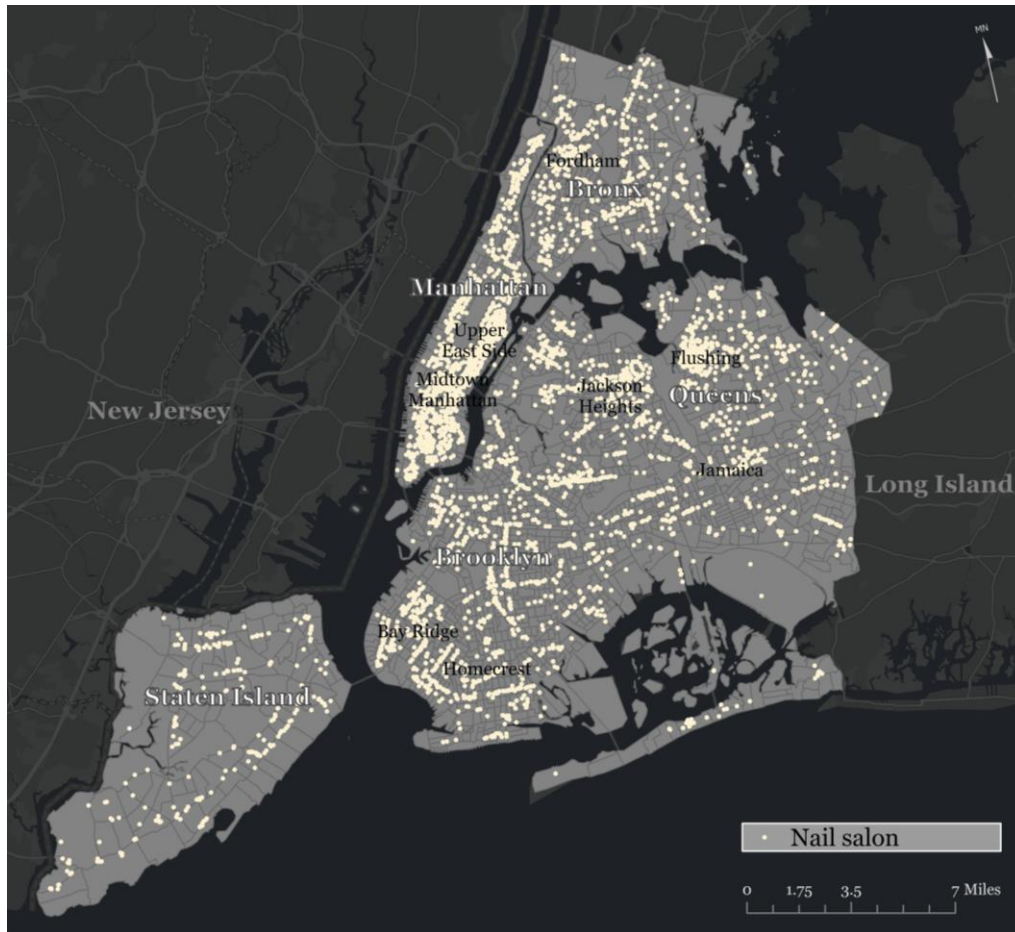 MN
Fordham
Bronx
Manhattan
Upper
East Side
Flushing
Midtown
Manhattan
Jackson
Heights
Queens
New Jersey
Jamaica
Long Island
Brooklyn
Bay Ridge
Homecrest
Staten Island
Nail salon
0 1.75 3.5 7 Miles